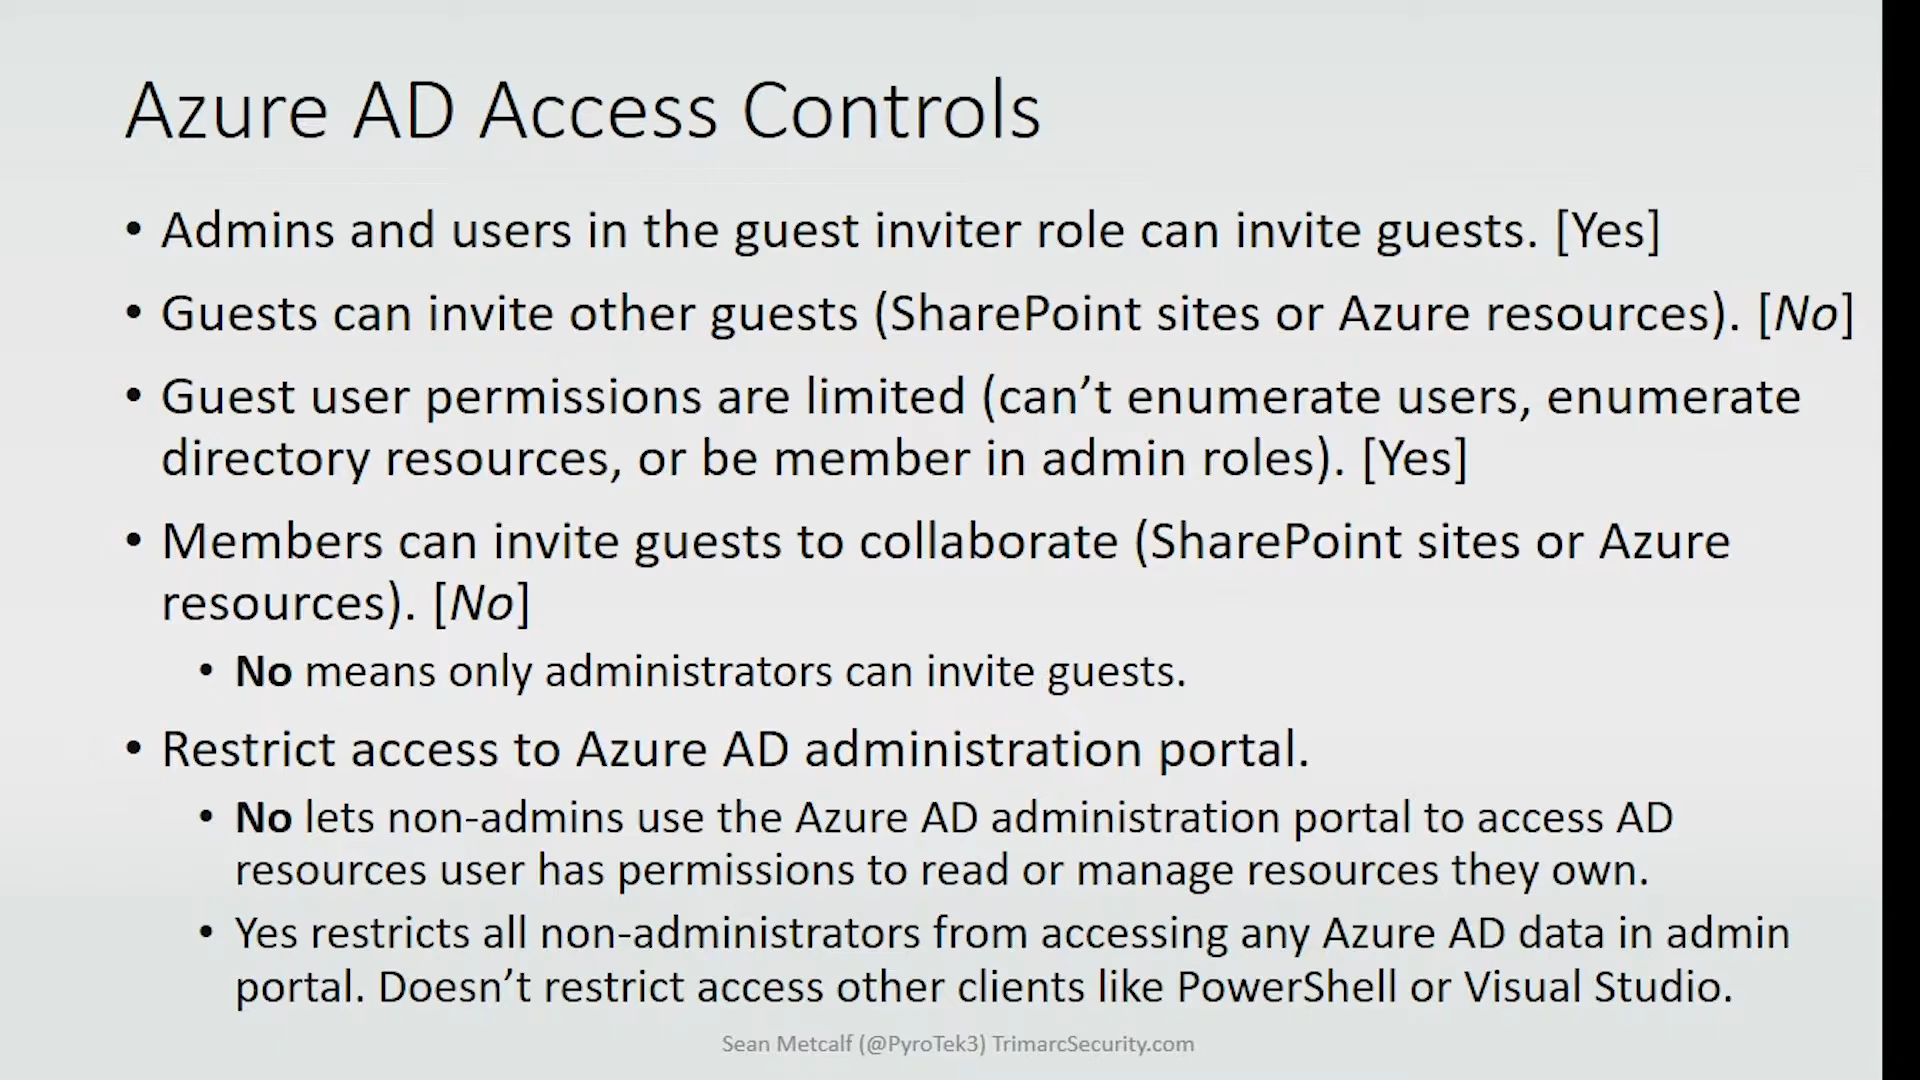 Azure AD Access Controls
• Admins and users in the guest inviter role can invite guests. [Yes]
• Guests can invite other guests (SharePoint sites or Azure resources). [No]
• Guest user permissions are limited (can’t enumerate users, enumerate
directory resources, or be member in admin roles). [Yes]
• Members can invite guests to collaborate (SharePoint sites or Azure
resources). [No]
• No means only administrators can invite guests.
• Restrict access to Azure AD administration portal.
• No lets non-admins use the Azure AD administration portal to access AD
resources user has permissions to read or manage resources they own.
• Yes restricts all non-administrators from accessing any Azure AD data in admin
portal. Doesn’t restrict access other clients like PowerShell or Visual Studio.
Sean Metcalf (@PyroTek3) TrimarcSecurity.com